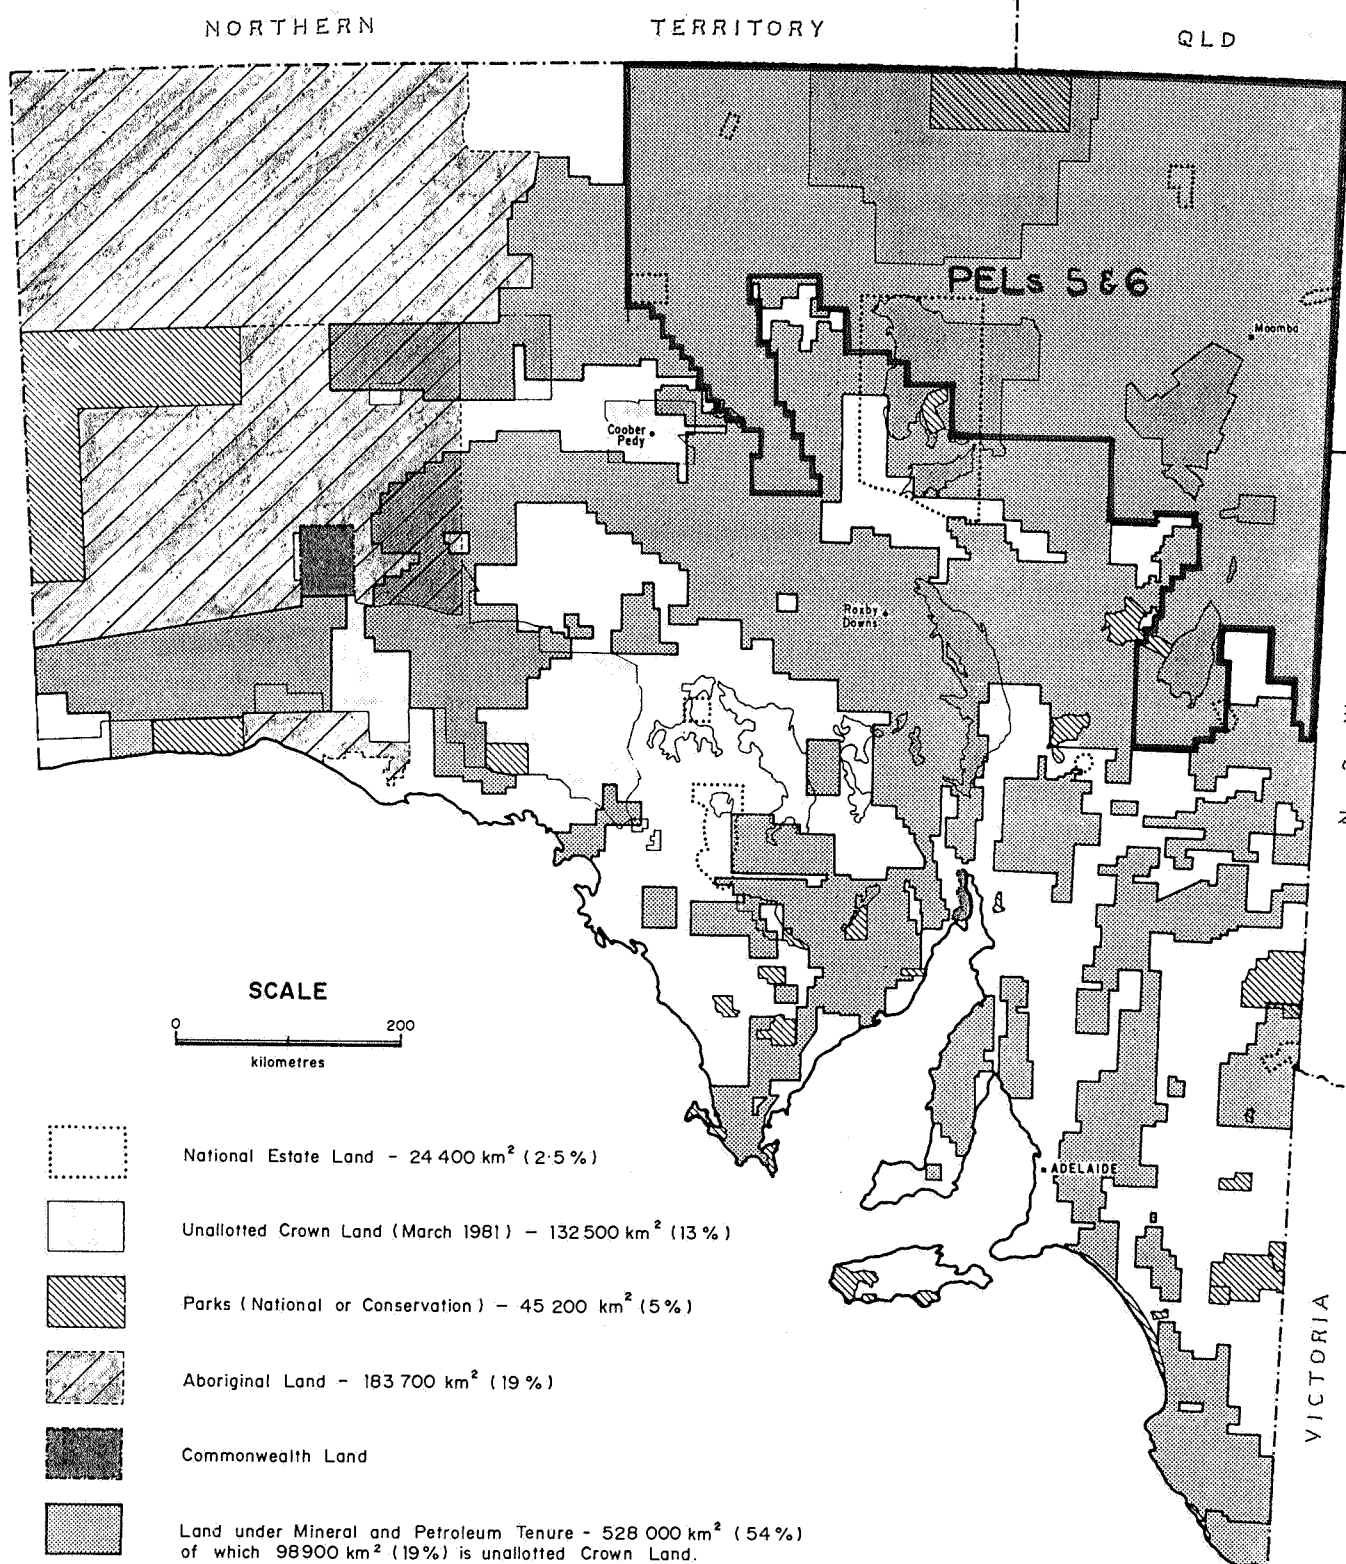 NORTHERN TERRITORY QLD
PELs 5 & 6
Moomba
Coober
Pedy
Roxby
Downs
N
SCALE
0 200
kilometres
ADELAIDE
VICTORIA
National Estate Land – 24 400 km² (2·5%)
Unallotted Crown Land (March 1981) – 132 500 km² (13%)
Parks (National or Conservation) – 45 200 km² (5%)
Aboriginal Land – 183 700 km² (19%)
Commonwealth Land
Land under Mineral and Petroleum Tenure - 528 000 km² (54%)
of which 98 900 km² (19%) is unallotted Crown Land.